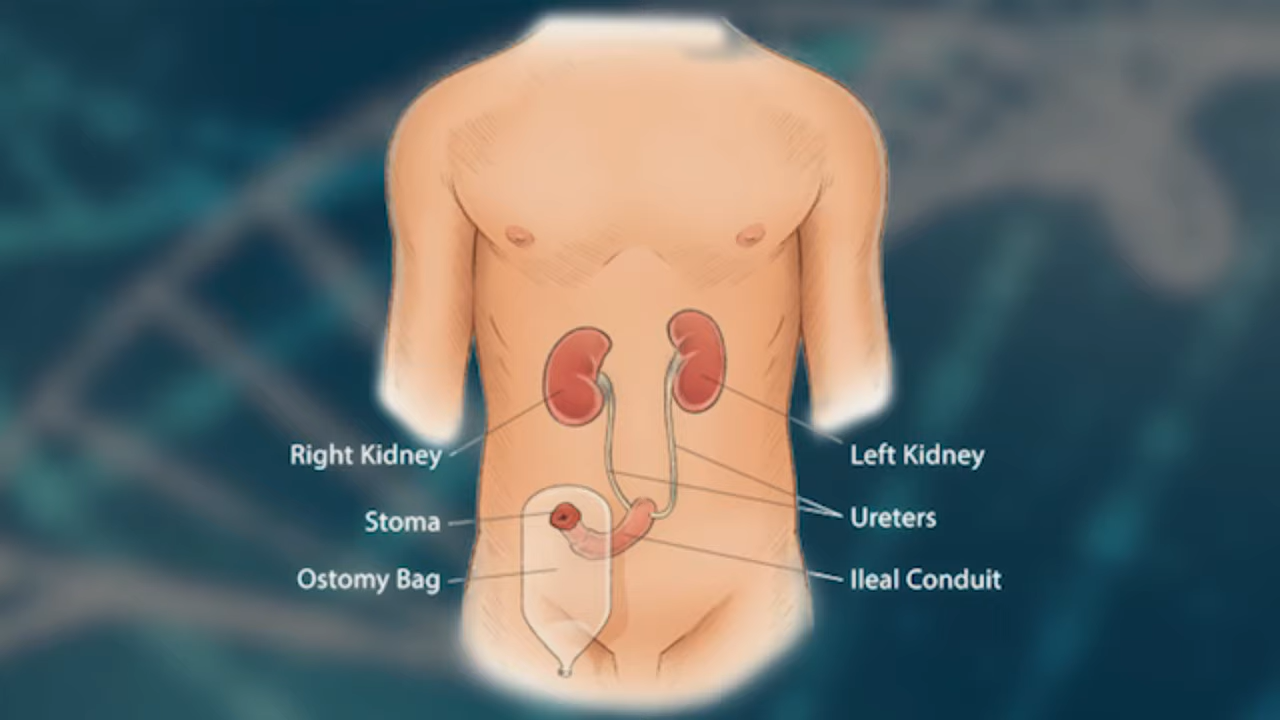 Right Kidney
Left Kidney
Stoma
Ureters
Ostomy Bag
Ileal Conduit